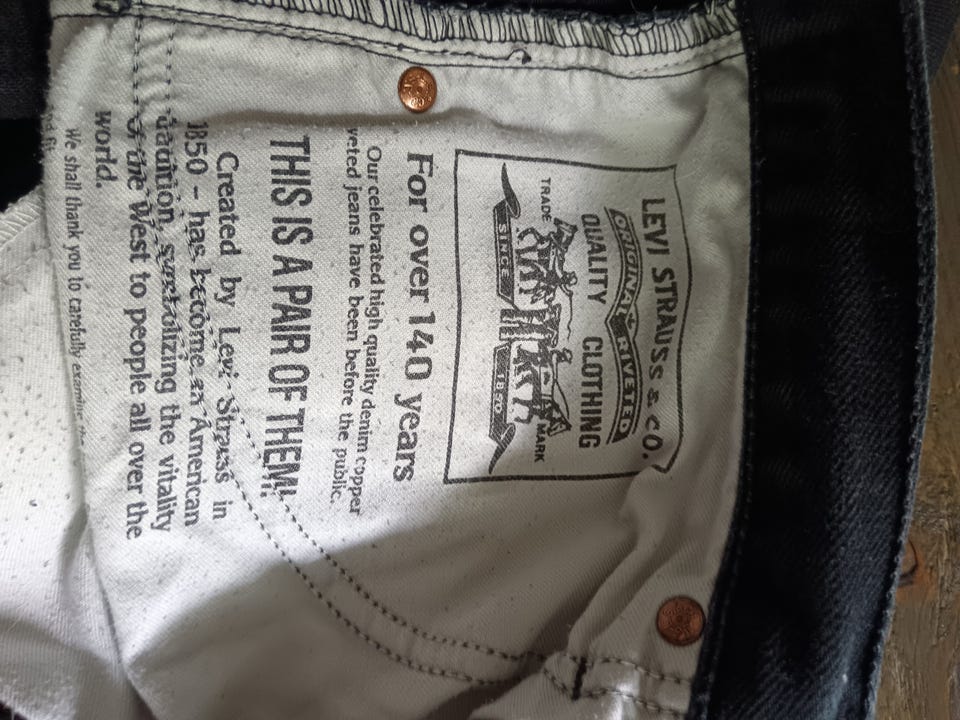 LEVI STRAUSS & CO.
ORIGINAL RIVETED
QUALITY CLOTHING
TRADE MARK
SINCE 1850
For over 140 years
Our celebrated high quality denim copper
veted jeans have been before the public.
THIS IS A PAIR OF THEM!
Created by Levi Strauss in
1850 - has become an American
tradition, symbolizing the vitality
of the West to people all over the
world.
We shall thank you to carefully examine the